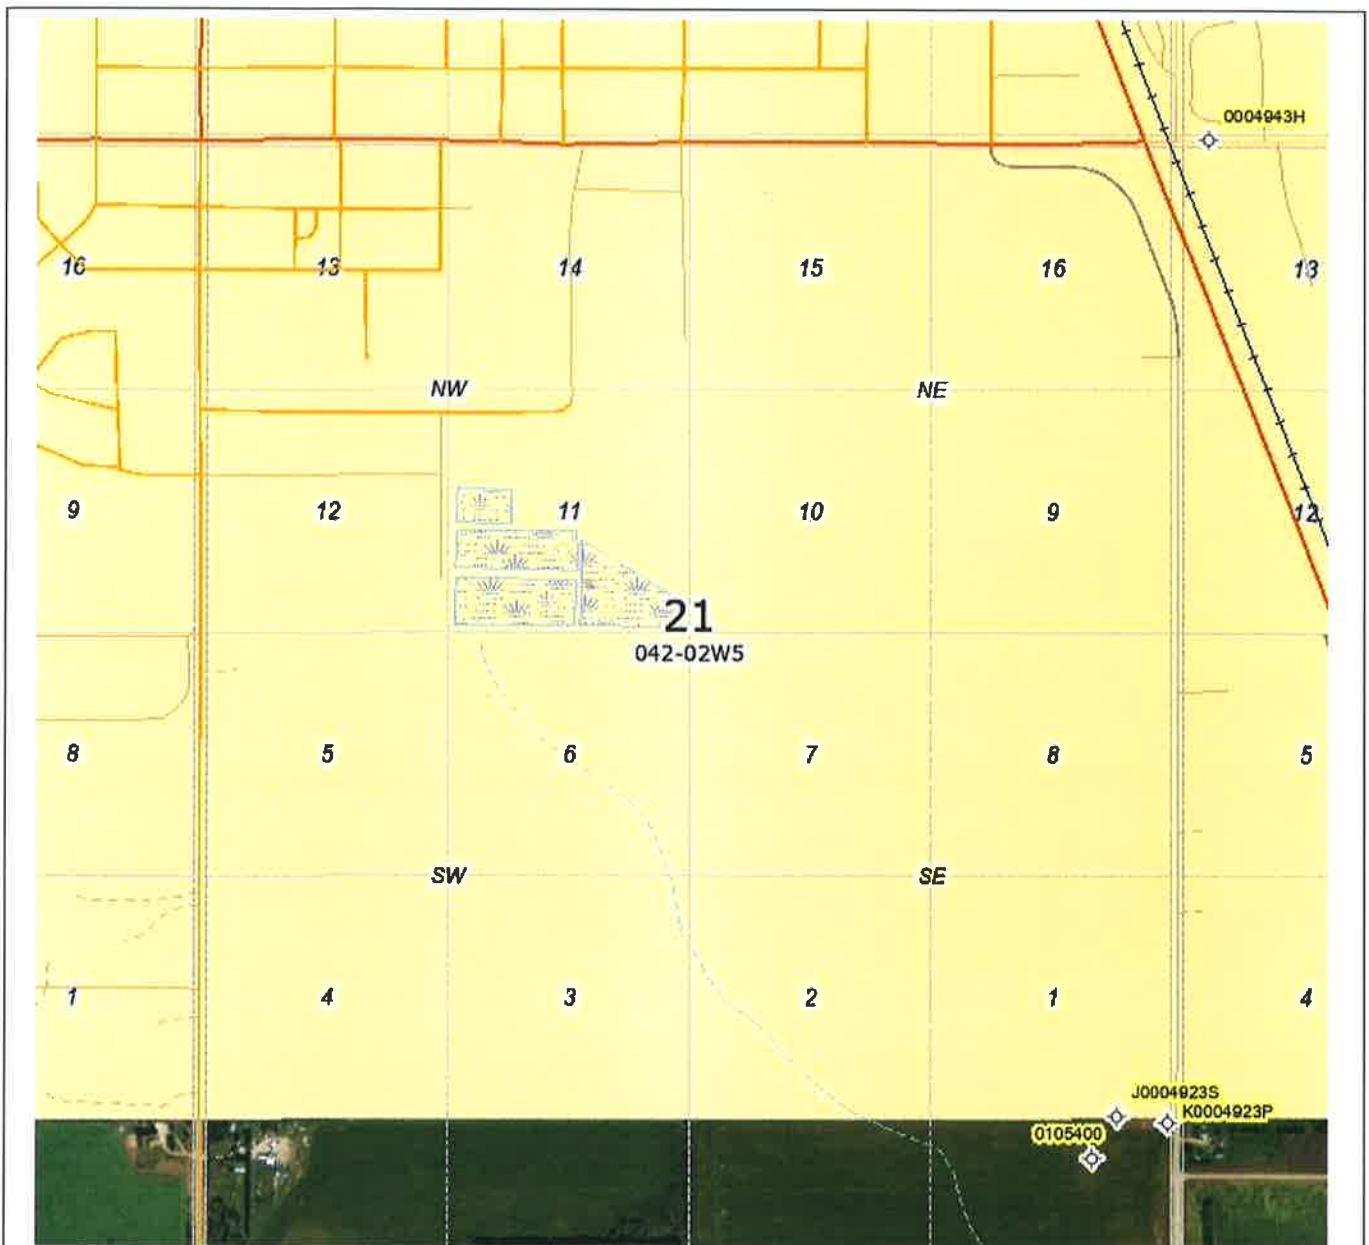 0004943H
16 13 14 15 16 13
NW NE
9 12 11 10 9 12
21
042-02W5
8 5 6 7 8 5
SW SE
1 4 3 2 1 4
J0004923S
K0004923P
0105400